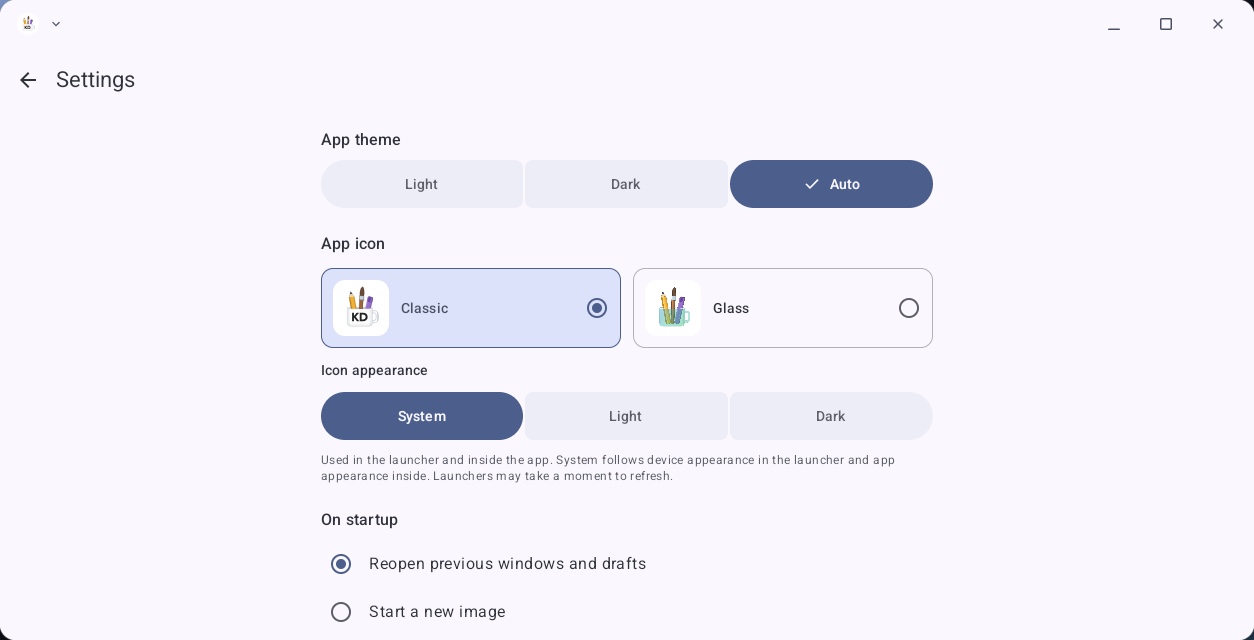 KD
Settings
App theme
Light
Dark
Auto
App icon
KD
Classic
Glass
Icon appearance
System
Light
Dark
Used in the launcher and inside the app. System follows device appearance in the launcher and app
appearance inside. Launchers may take a moment to refresh.
On startup
Reopen previous windows and drafts
Start a new image